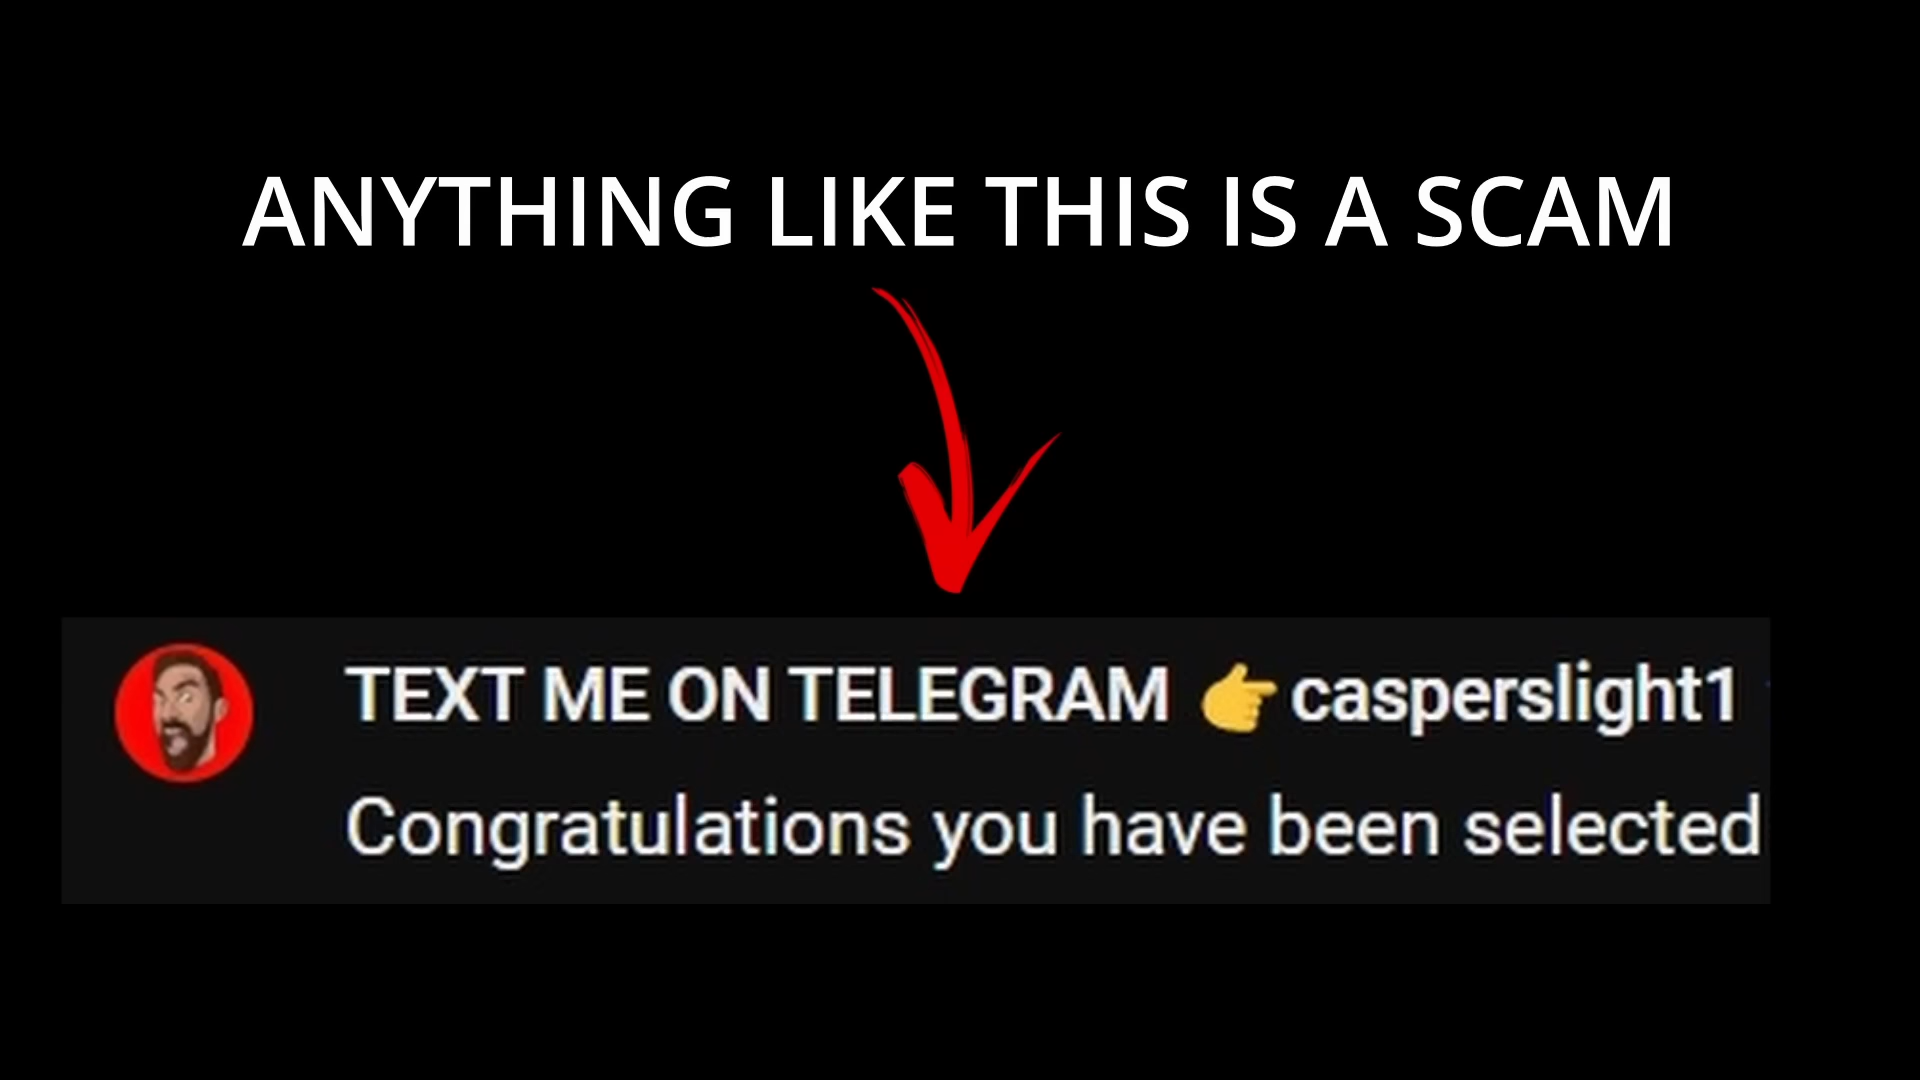 ANYTHING LIKE THIS IS A SCAM
TEXT ME ON TELEGRAM 👉casperslight1
Congratulations you have been selected